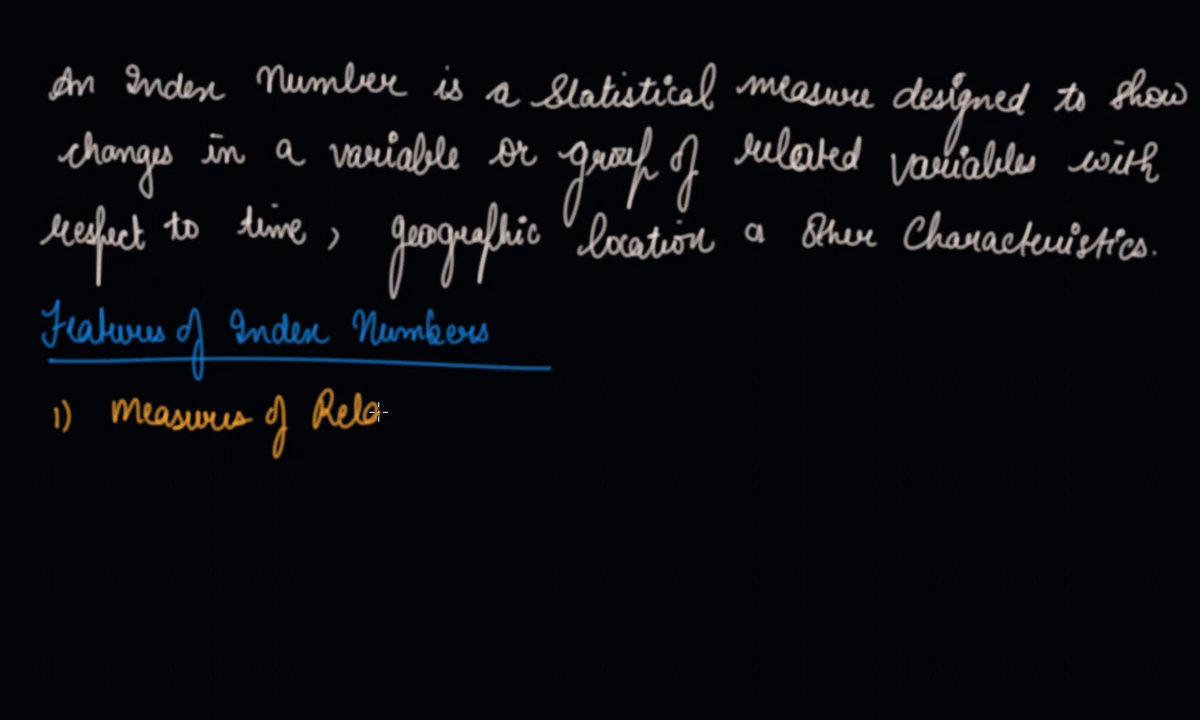 An Index Number is a Statistical measure designed to show
changes in a variable or group of related variables with
respect to time, geographic location a other Characteristics.
Features of Index Numbers
1) Measures of Rela